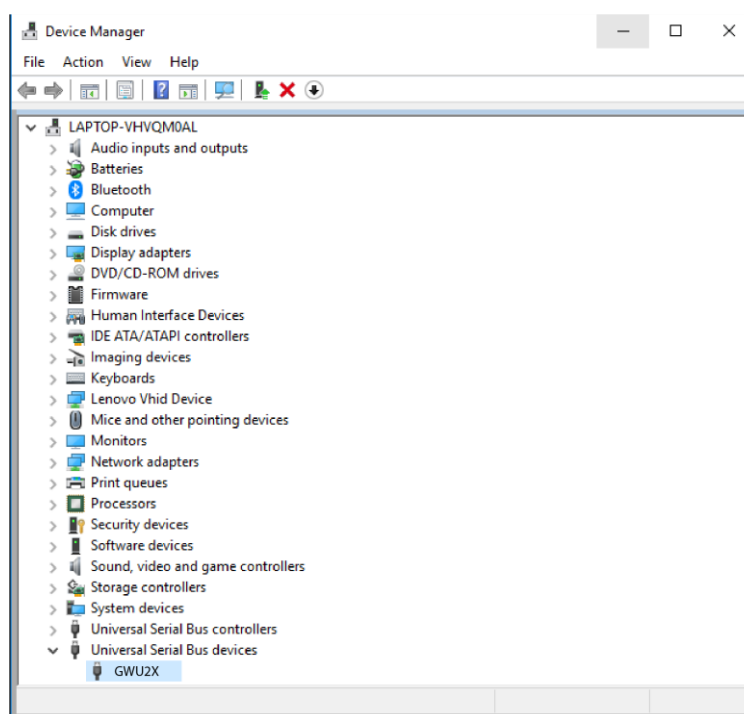 Device Manager
File Action View Help
LAPTOP-VHVQM0AL
Audio inputs and outputs
Batteries
Bluetooth
Computer
Disk drives
Display adapters
DVD/CD-ROM drives
Firmware
Human Interface Devices
IDE ATA/ATAPI controllers
Imaging devices
Keyboards
Lenovo Vhid Device
Mice and other pointing devices
Monitors
Network adapters
Print queues
Processors
Security devices
Software devices
Sound, video and game controllers
Storage controllers
System devices
Universal Serial Bus controllers
Universal Serial Bus devices
GWU2X